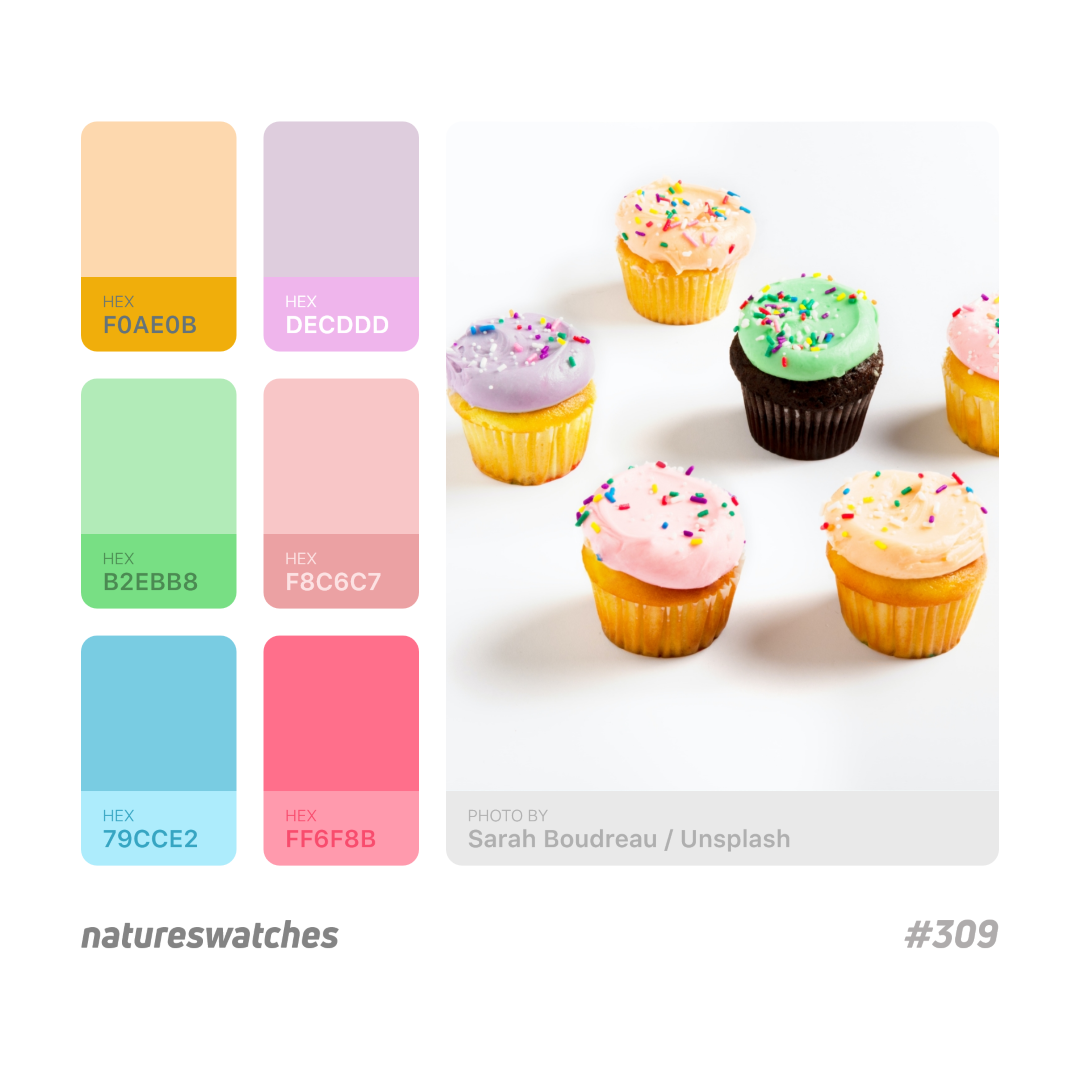 HEX
F0AE0B
HEX
DECDDD
HEX
B2EBB8
HEX
F8C6C7
HEX
79CCE2
HEX
FF6F8B
PHOTO BY
Sarah Boudreau / Unsplash
natureswatches
#309